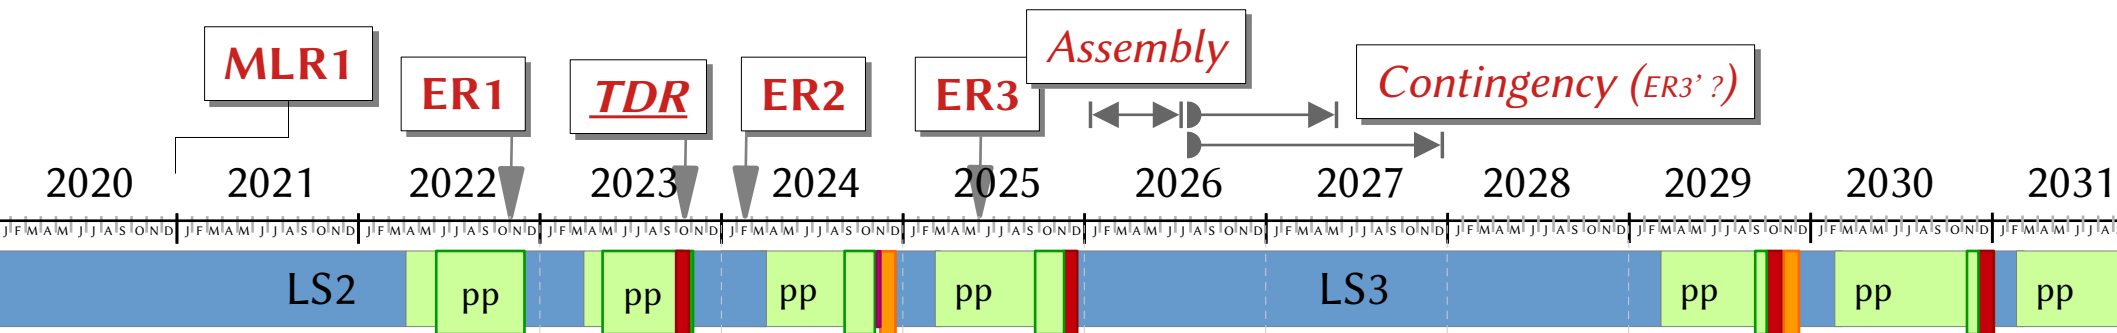 MLR1
ER1
TDR
ER2
ER3
Assembly
Contingency (ER3' ?)
2020 2021 2022 2023 2024 2025 2026 2027 2028 2029 2030 2031
J F M A M J J A S O N D J F M A M J J A S O N D J F M A M J J A S O N D J F M A M J J A S O N D J F M A M J J A S O N D J F M A M J J A S O N D J F M A M J J A S O N D J F M A M J J A S O N D J F M A M J J A S O N D J F M A M J J A S O N D J F M A M J J A S O N D J F M A M J J A
LS2 pp pp pp pp LS3 pp pp pp